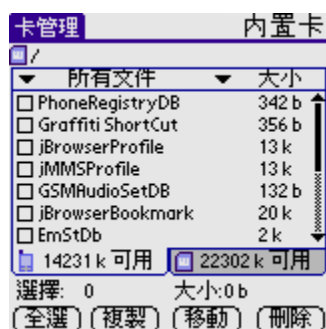 卡管理 内置卡
/
所有文件 大小
PhoneRegistryDB 342 b
Graffiti ShortCut 356 b
jBrowserProfile 13 k
jMMSProfile 13 k
GSMAudioSetDB 132 b
jBrowserBookmark 20 k
EmStDb 2 k
14231 k 可用 22302 k 可用
選擇: 0 大小:0 b
全選 複製 移動 刪除